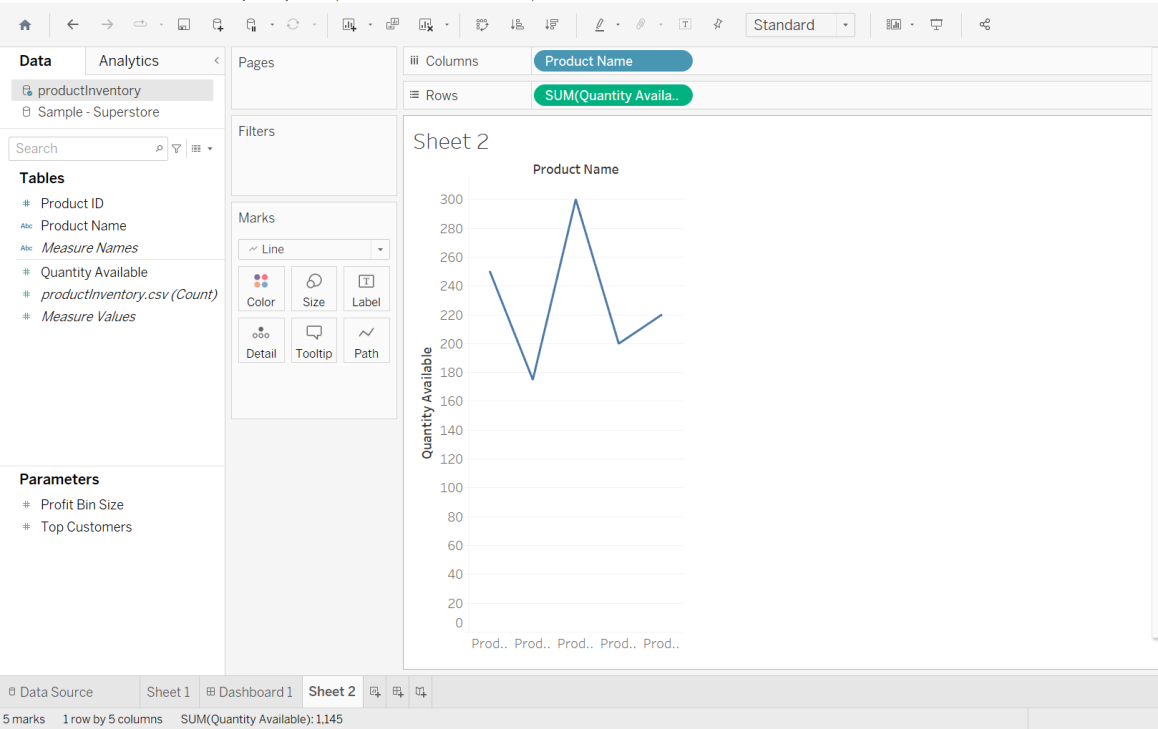 Standard
Data
Analytics
productInventory
Sample - Superstore
Search
Tables
# Product ID
Abc Product Name
Abc Measure Names
# Quantity Available
# productInventory.csv (Count)
# Measure Values
Parameters
# Profit Bin Size
# Top Customers
Pages
Filters
Marks
Line
Color
Size
T
Label
Detail
Tooltip
Path
iii Columns
Product Name
Rows
SUM(Quantity Availa..
Sheet 2
Product Name
Quantity Available
300
280
260
240
220
200
180
160
140
120
100
80
60
40
20
0
Prod.. Prod.. Prod.. Prod.. Prod..
Data Source
Sheet 1
Dashboard 1
Sheet 2
5 marks 1 row by 5 columns SUM(Quantity Available): 1,145